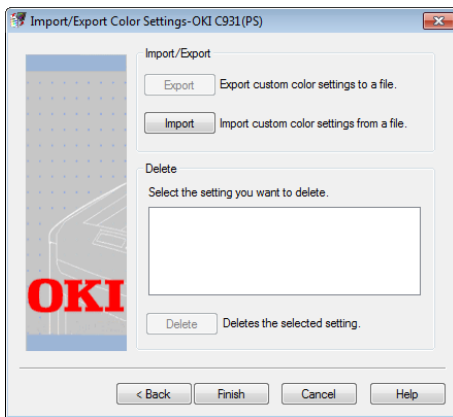 Import/Export Color Settings-OKI C931(PS)
Import/Export
Export Export custom color settings to a file.
Import Import custom color settings from a file.
Delete
Select the setting you want to delete.
OKI
Delete Deletes the selected setting.
< Back Finish Cancel Help